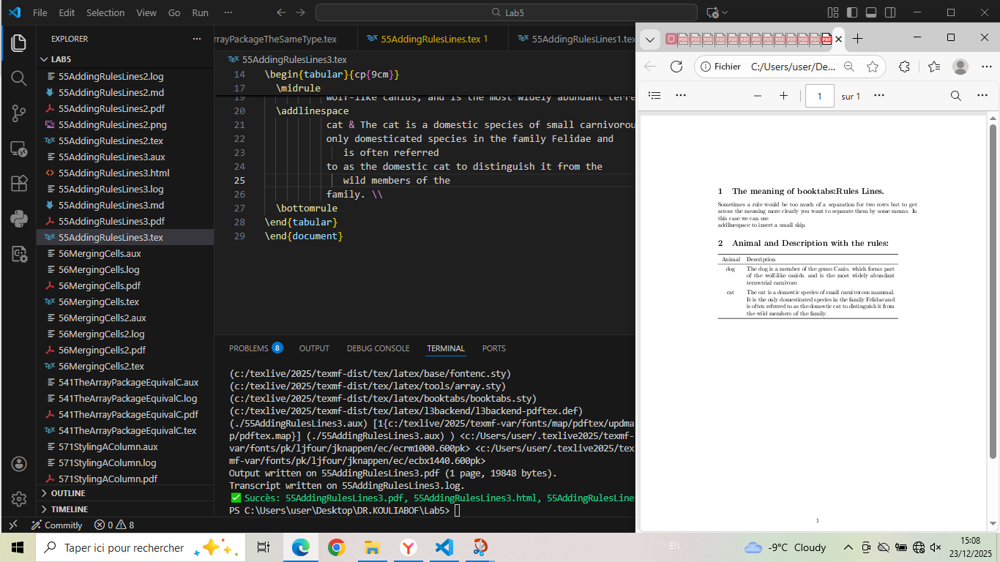 File Edit Selection View Go Run ··· Lab5
EXPLORER ···
LAB5
55AddingRulesLines2.log
55AddingRulesLines2.md
55AddingRulesLines2.pdf
55AddingRulesLines2.png
55AddingRulesLines2.tex
55AddingRulesLines3.aux
55AddingRulesLines3.html
55AddingRulesLines3.log
55AddingRulesLines3.md
55AddingRulesLines3.pdf
55AddingRulesLines3.tex
56MergingCells.aux
56MergingCells.log
56MergingCells.pdf
56MergingCells.tex
56MergingCells2.aux
56MergingCells2.log
56MergingCells2.pdf
56MergingCells2.tex
541TheArrayPackageEquivalC.aux
541TheArrayPackageEquivalC.log
541TheArrayPackageEquivalC.pdf
541TheArrayPackageEquivalC.tex
571StylingAColumn.aux
571StylingAColumn.log
571StylingAColumn.pdf
OUTLINE
TIMELINE
rrayPackageTheSameType.tex 55AddingRulesLines.tex 1 55AddingRulesLines1.tex
55AddingRulesLines3.tex
14 \begin{tabular}{cp{9cm}}
17 \midrule
19 wolf-like canids, and is the most widely abundant terre
20 \addlinespace
21 cat & The cat is a domestic species of small carnivorou
22 only domesticated species in the family Felidae and
23 is often referred
24 to as the domestic cat to distinguish it from the
25 wild members of the
26 family. \\
27 \bottomrule
28 \end{tabular}
29 \end{document}
PROBLEMS 8 OUTPUT DEBUG CONSOLE TERMINAL PORTS
(c:/texlive/2025/texmf-dist/tex/latex/base/fontenc.sty)
(c:/texlive/2025/texmf-dist/tex/latex/tools/array.sty)
(c:/texlive/2025/texmf-dist/tex/latex/booktabs/booktabs.sty)
(c:/texlive/2025/texmf-dist/tex/latex/l3backend/l3backend-pdftex.def)
(./55AddingRulesLines3.aux) [1{c:/texlive/2025/texmf-var/fonts/map/pdftex/updma
p/pdftex.map}] (./55AddingRulesLines3.aux) ) <c:/Users/user/.texlive2025/texmf-
var/fonts/pk/ljfour/jknappen/ec/ecrm1000.600pk> <c:/Users/user/.texlive2025/tex
mf-var/fonts/pk/ljfour/jknappen/ec/ecbx1440.600pk>
Output written on 55AddingRulesLines3.pdf (1 page, 19848 bytes).
Transcript written on 55AddingRulesLines3.log.
✅ Succès: 55AddingRulesLines3.pdf, 55AddingRulesLines3.html, 55AddingRulesLine
PS C:\Users\user\Desktop\DR.KOULIABOF\Lab5>
Commitly 0 8
Fichier C:/Users/user/De...
1 sur 1 ···
1 The meaning of booktabs:Rules Lines.
Sometimes a rule would be too much of a separation for two rows but to get
across the meaning more clearly you want to separate them by some means. In
this case we can use
addlinespace to insert a small skip.
2 Animal and Description with the rules:
Animal Description
dog The dog is a member of the genus Canis, which forms part
of the wolf-like canids, and is the most widely abundant
terrestrial carnivore.
cat The cat is a domestic species of small carnivorous mammal.
It is the only domesticated species in the family Felidae and
is often referred to as the domestic cat to distinguish it from
the wild members of the family.
1
Taper ici pour rechercher
EN
-9°C Cloudy
15:08
23/12/2025